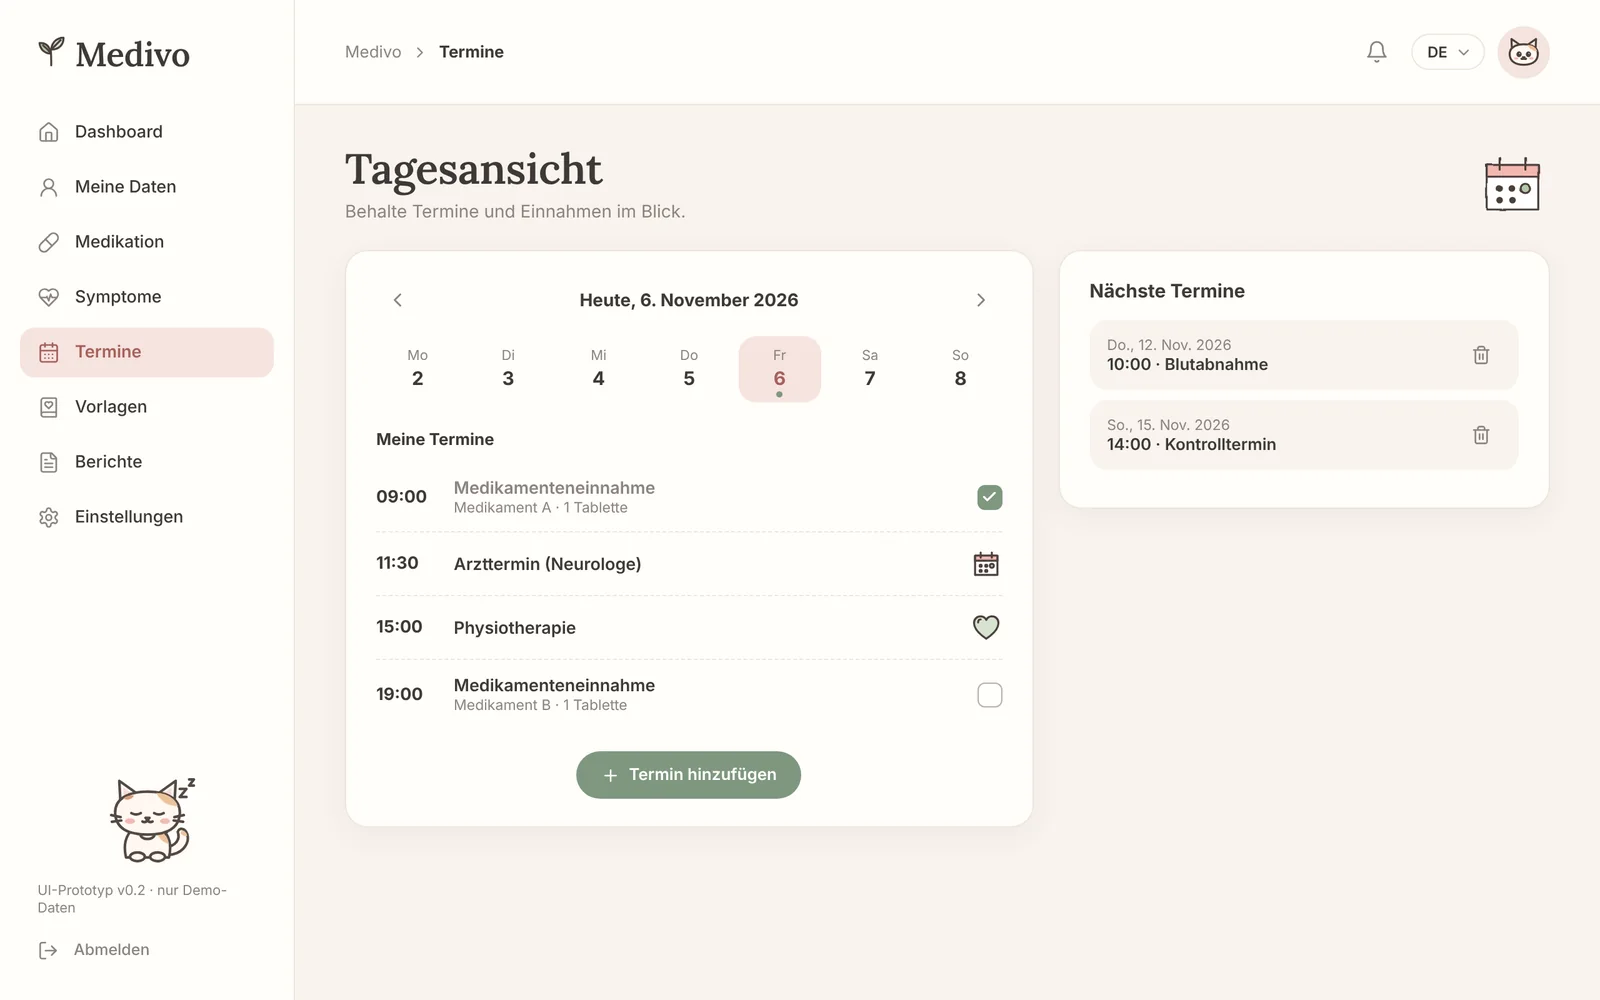 Medivo
Dashboard
Meine Daten
Medikation
Symptome
Termine
Vorlagen
Berichte
Einstellungen
zz
UI-Prototyp v0.2 · nur Demo-
Daten
Abmelden
Medivo > Termine
DE
Tagesansicht
Behalte Termine und Einnahmen im Blick.
Heute, 6. November 2026
Mo Di Mi Do Fr Sa So
2 3 4 5 6 7 8
Meine Termine
09:00 Medikamenteneinnahme
Medikament A · 1 Tablette
11:30 Arzttermin (Neurologe)
15:00 Physiotherapie
19:00 Medikamenteneinnahme
Medikament B · 1 Tablette
+ Termin hinzufügen
Nächste Termine
Do., 12. Nov. 2026
10:00 · Blutabnahme
So., 15. Nov. 2026
14:00 · Kontrolltermin